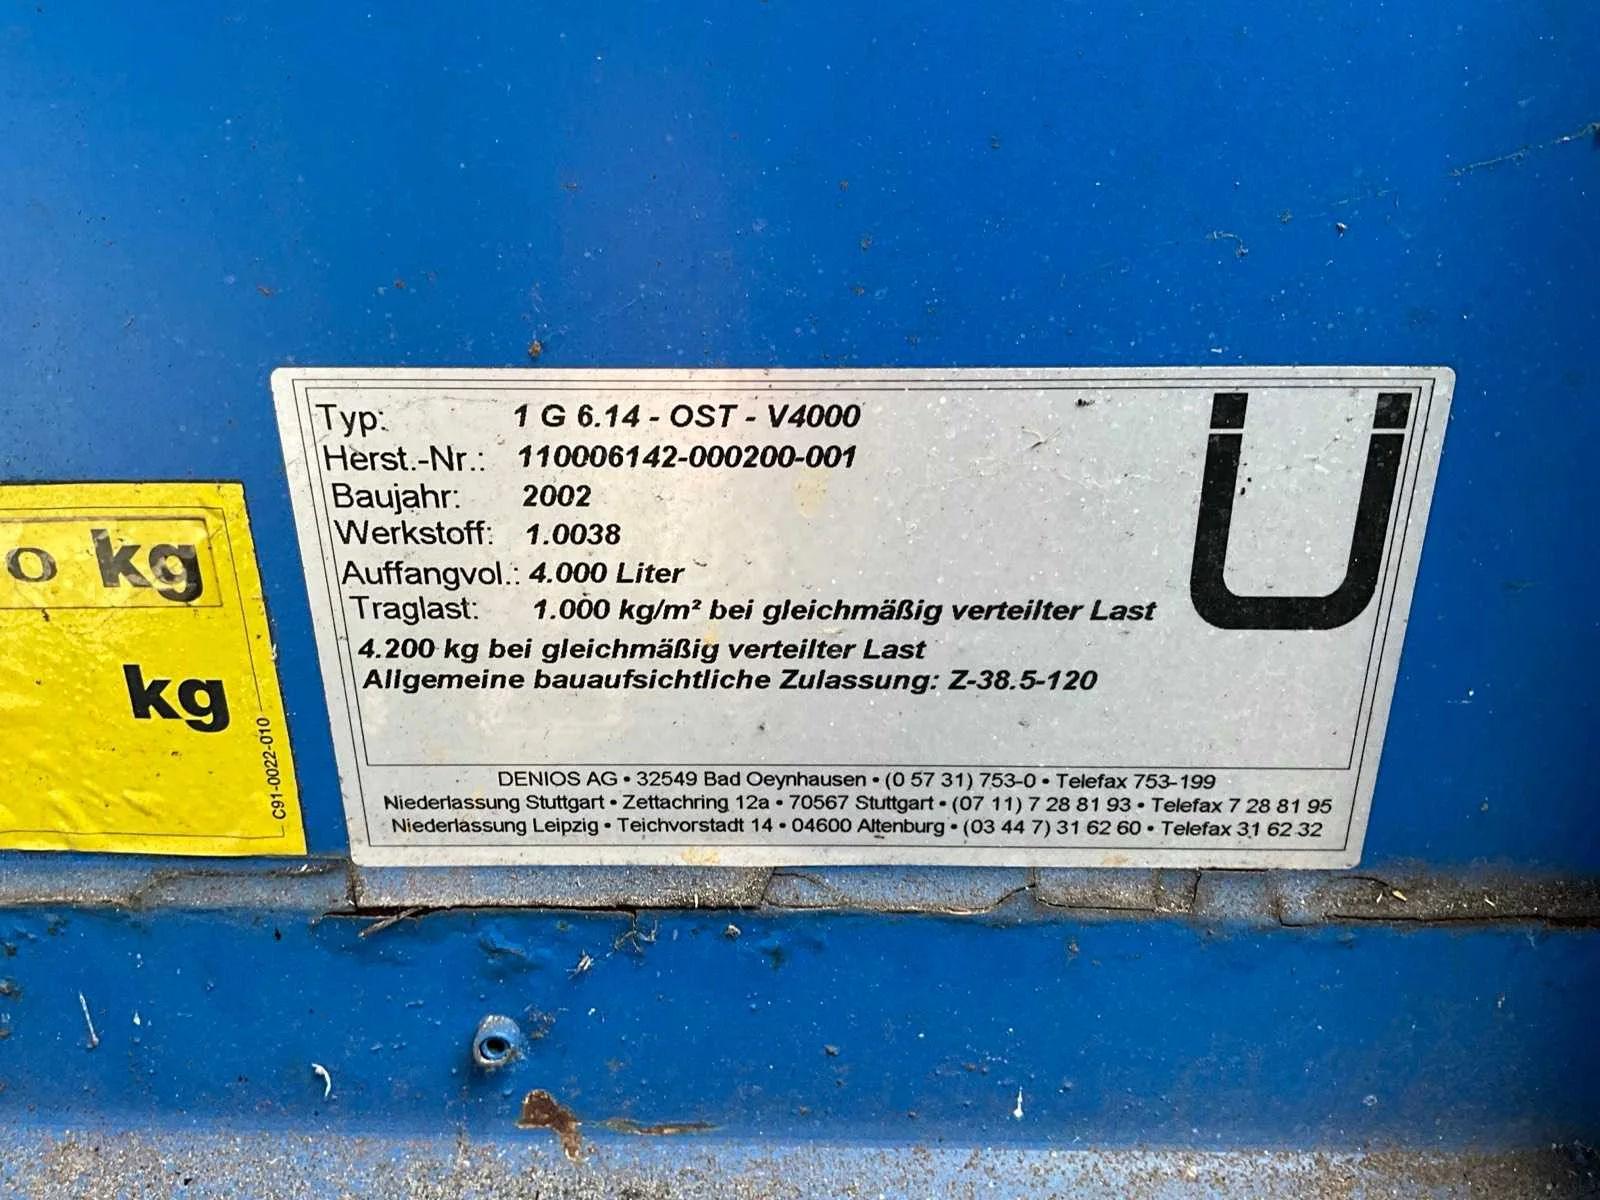 Typ: 1 G 6.14 - OST - V4000
Herst.-Nr.: 110006142-000200-001
Baujahr: 2002
Werkstoff: 1.0038
Auffangvol.: 4.000 Liter
Traglast: 1.000 kg/m² bei gleichmäßig verteilter Last
4.200 kg bei gleichmäßig verteilter Last
Allgemeine bauaufsichtliche Zulassung: Z-38.5-120
Ü
DENIOS AG • 32549 Bad Oeynhausen • (0 57 31) 753-0 • Telefax 753-199
Niederlassung Stuttgart • Zettachring 12a • 70567 Stuttgart • (07 11) 7 28 81 93 • Telefax 7 28 81 95
Niederlassung Leipzig • Teichvorstadt 14 • 04600 Altenburg • (03 44 7) 31 62 60 • Telefax 31 62 32
0 kg
kg
C91-0022-010